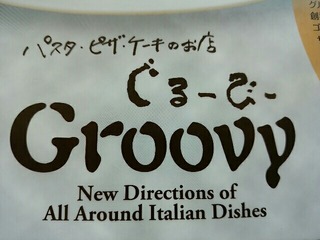 パスタ・ピザ・ケーキのお店
ぐるーびー
Groovy
New Directions of
All Around Italian Dishes